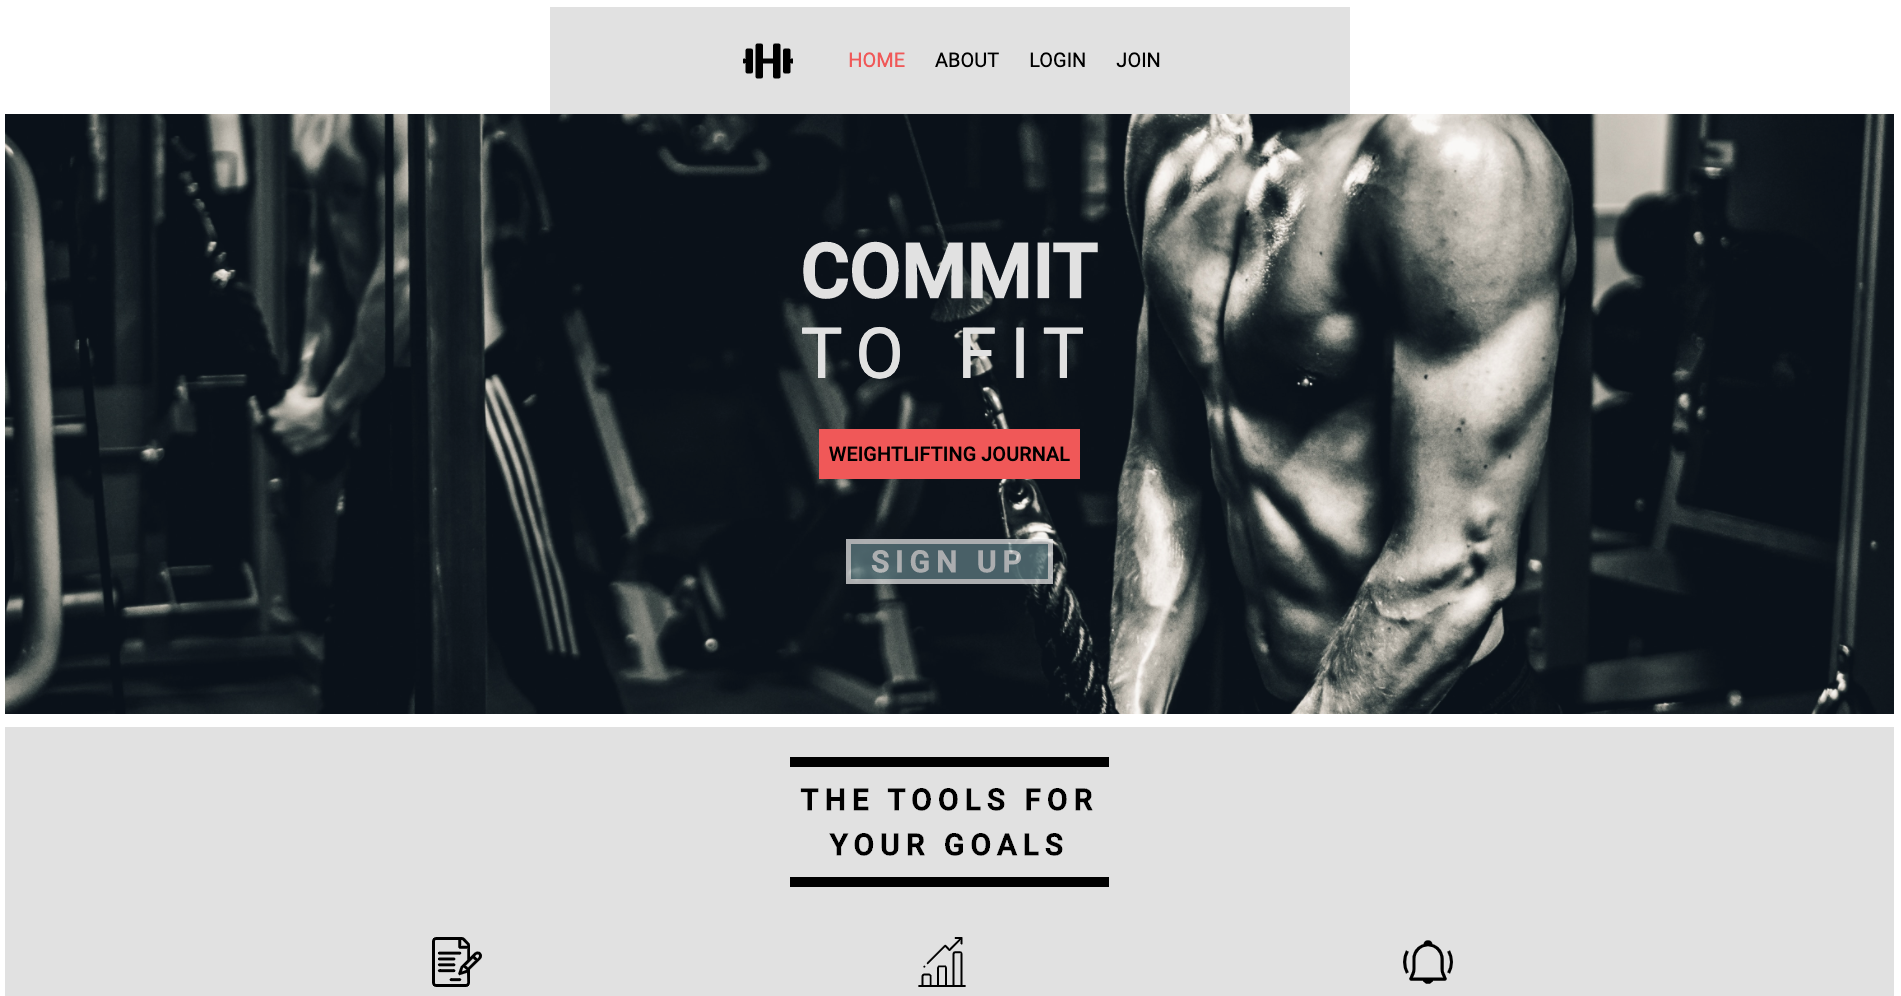 HOME ABOUT LOGIN JOIN
COMMIT
TO FIT
WEIGHTLIFTING JOURNAL
SIGN UP
THE TOOLS FOR
YOUR GOALS